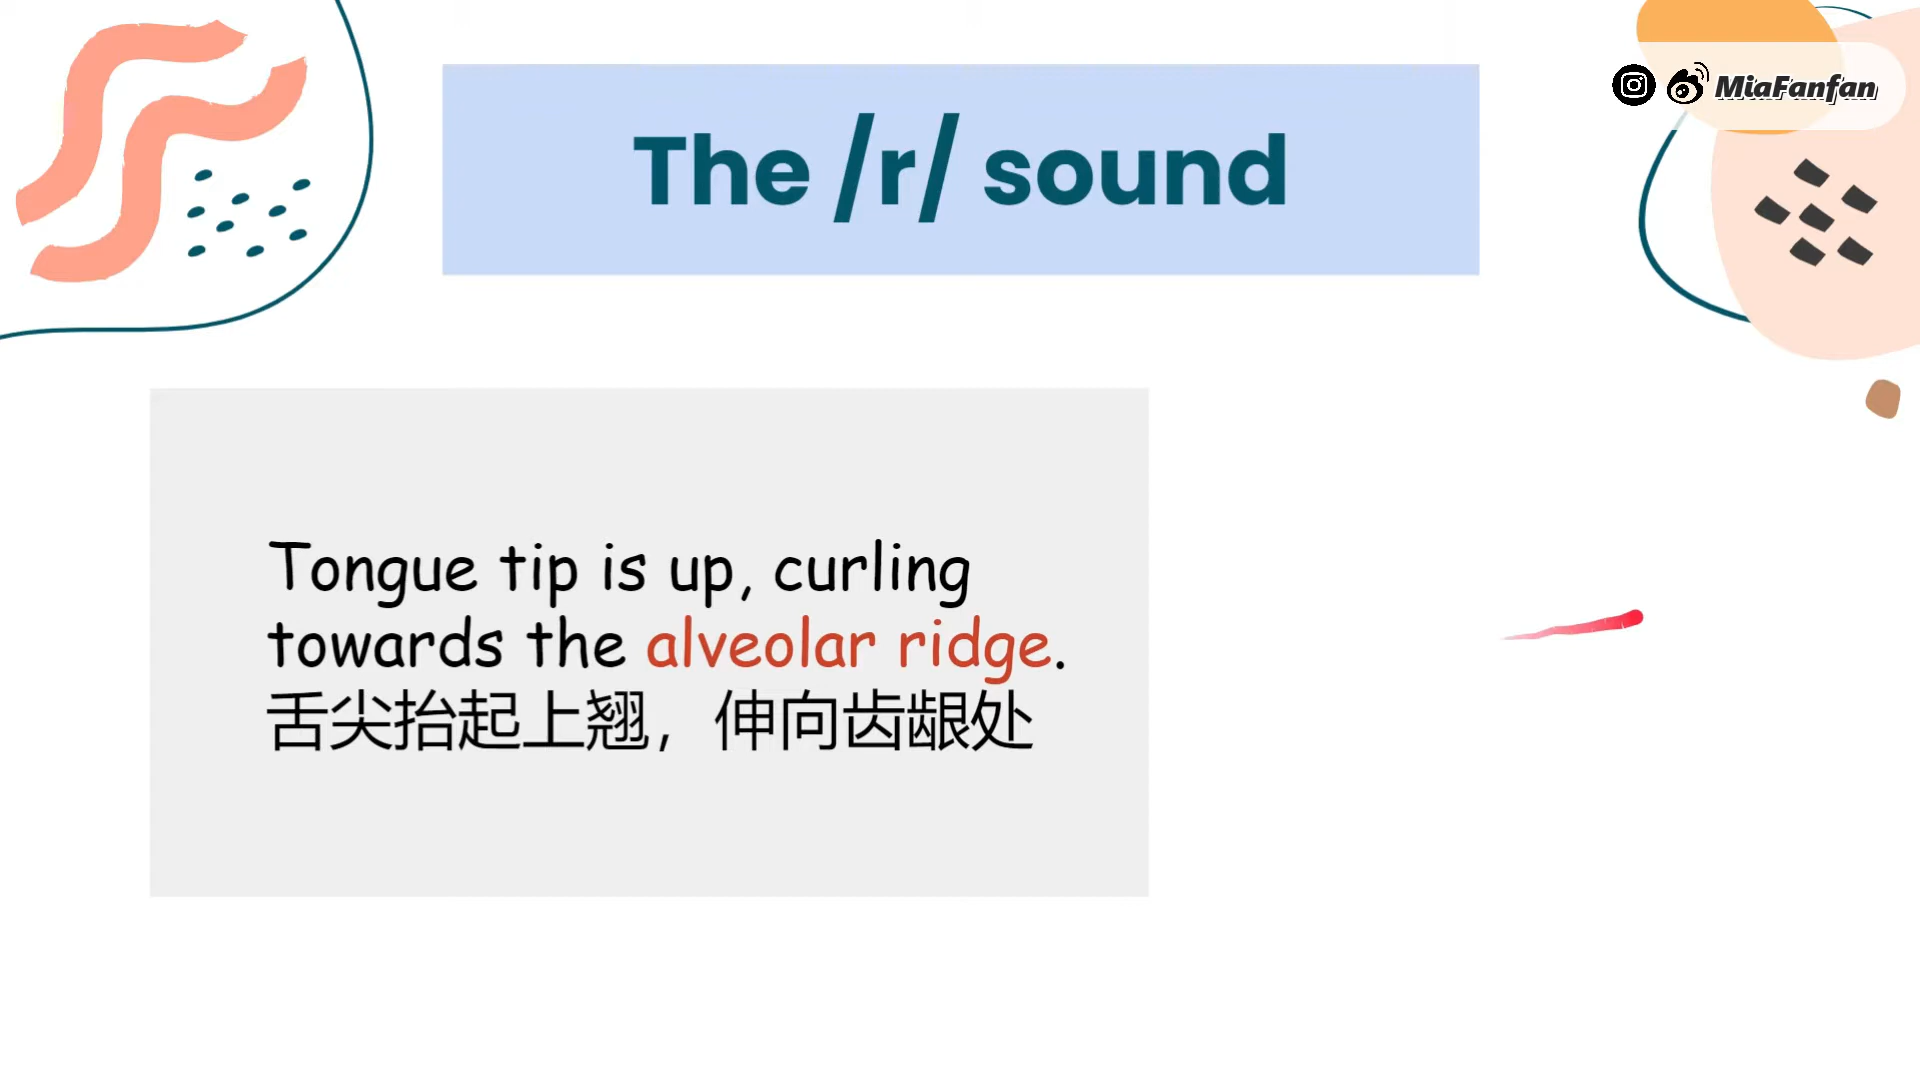 MiaFanfan
The /r/ sound
Tongue tip is up, curling
towards the alveolar ridge.
舌尖抬起上翘，伸向齿龈处